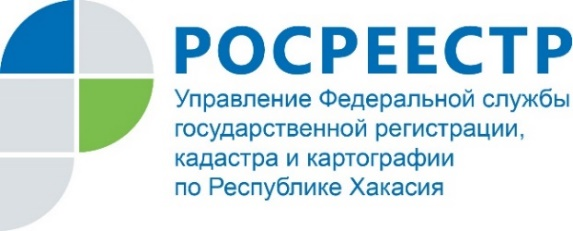 РОСРЕЕСТР
Управление Федеральной службы
государственной регистрации,
кадастра и картографии
по Республике Хакасия